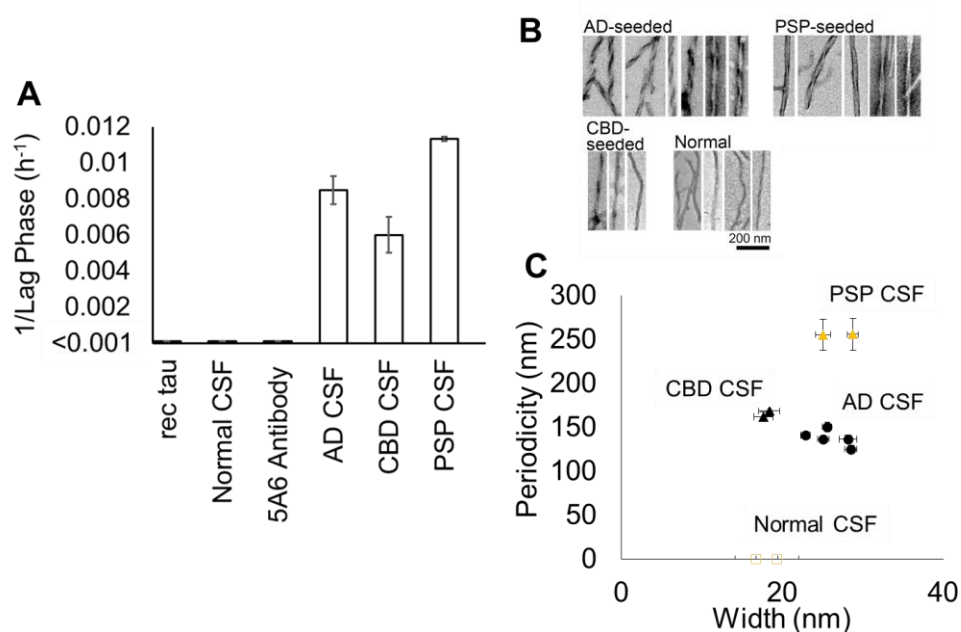 A
0.012
0.01
0.008
0.006
0.004
0.002
<0.001
1/Lag Phase (h⁻¹)
rec tau
Normal CSF
5A6 Antibody
AD CSF
CBD CSF
PSP CSF
B
AD-seeded
PSP-seeded
CBD-
seeded
Normal
200 nm
C
300
250
200
150
100
50
0
Periodicity (nm)
PSP CSF
CBD CSF
AD CSF
Normal CSF
0
20
40
Width (nm)